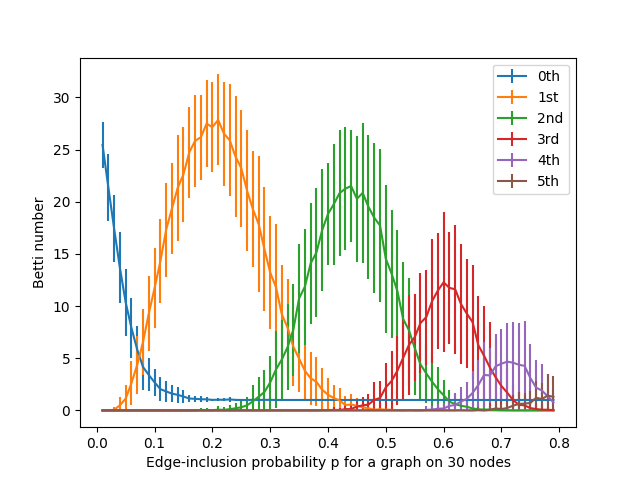 0th
1st
2nd
3rd
4th
5th
Betti number
30
25
20
15
10
5
0
0.0 0.1 0.2 0.3 0.4 0.5 0.6 0.7 0.8
Edge-inclusion probability p for a graph on 30 nodes